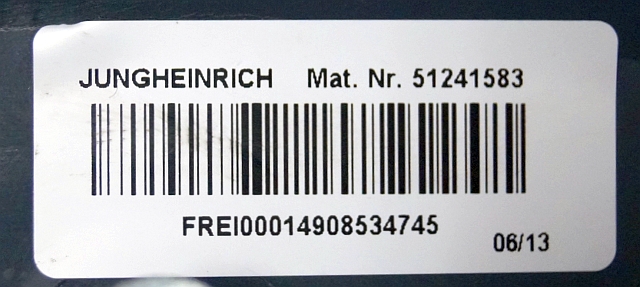 JUNGHEINRICH Mat. Nr. 51241583
FREI00014908534745
06/13